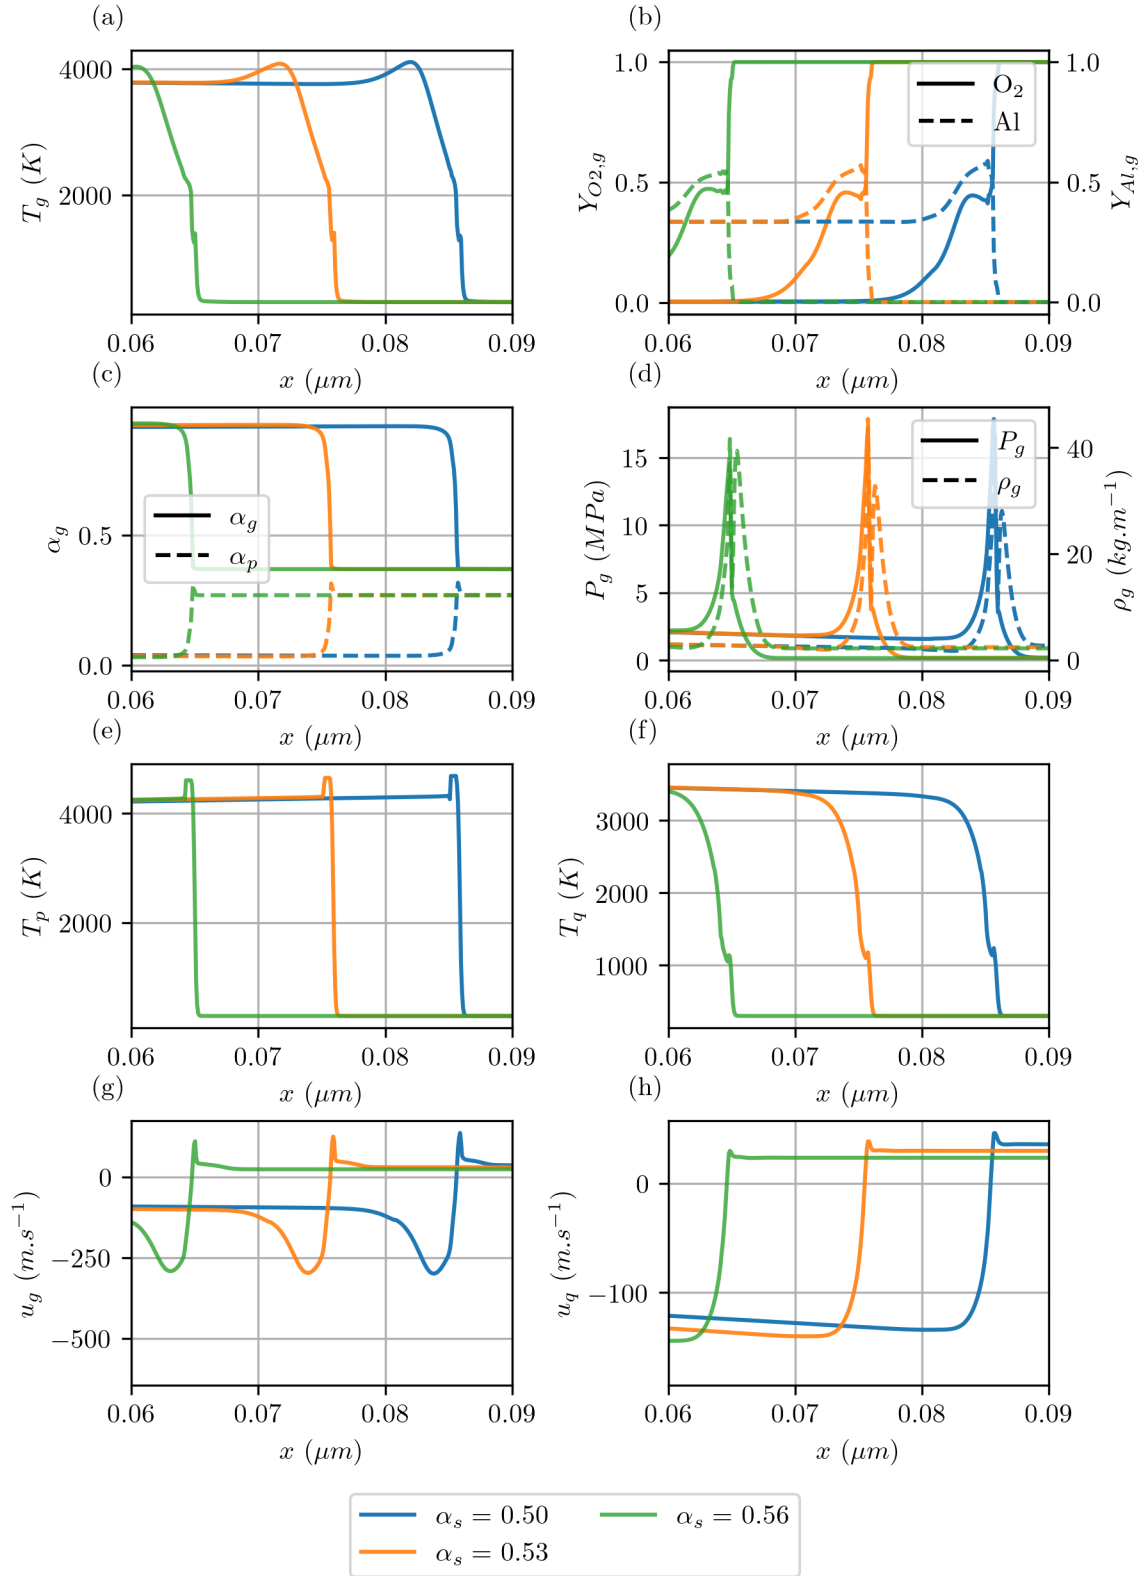 (a)
4000
2000
T_g (K)
0.06 0.07 0.08 0.09
x (μm)
(b)
1.0
0.5
0.0
Y_{O2,g}
O_2
Al
1.0
0.5
0.0
Y_{Al,g}
0.06 0.07 0.08 0.09
x (μm)
(c)
0.5
0.0
α_g
α_g
α_p
0.06 0.07 0.08 0.09
x (μm)
(d)
15
10
5
0
P_g (MPa)
P_g
ρ_g
40
20
0
ρ_g (kg.m^{−1})
0.06 0.07 0.08 0.09
x (μm)
(e)
4000
2000
T_p (K)
0.06 0.07 0.08 0.09
x (μm)
(f)
3000
2000
1000
T_q (K)
0.06 0.07 0.08 0.09
x (μm)
(g)
0
−250
−500
u_g (m.s^{−1})
0.06 0.07 0.08 0.09
x (μm)
(h)
0
−100
u_q (m.s^{−1})
0.06 0.07 0.08 0.09
x (μm)
α_s = 0.50
α_s = 0.53
α_s = 0.56